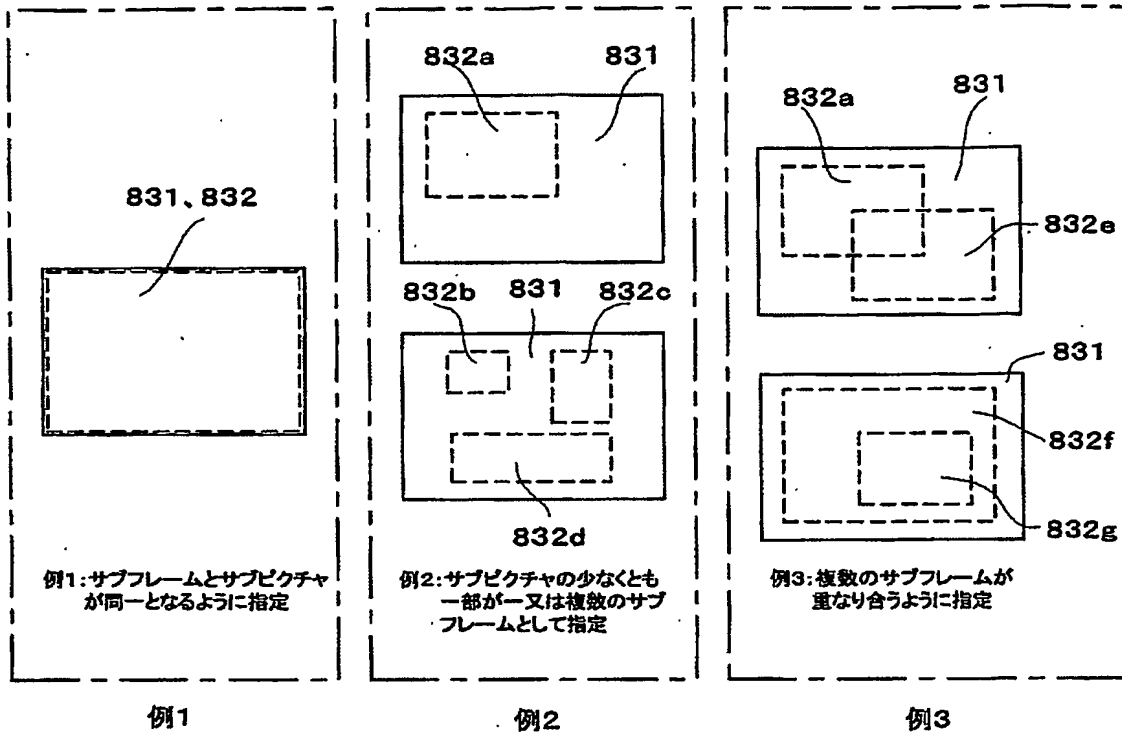 831、832
例1:サブフレームとサブピクチャ
が同一となるように指定
例1
832a
831
832b
831
832c
832d
例2:サブピクチャの少なくとも
一部が一又は複数のサブ
フレームとして指定
例2
832a
831
832e
831
832f
832g
例3:複数のサブフレームが
重なり合うように指定
例3